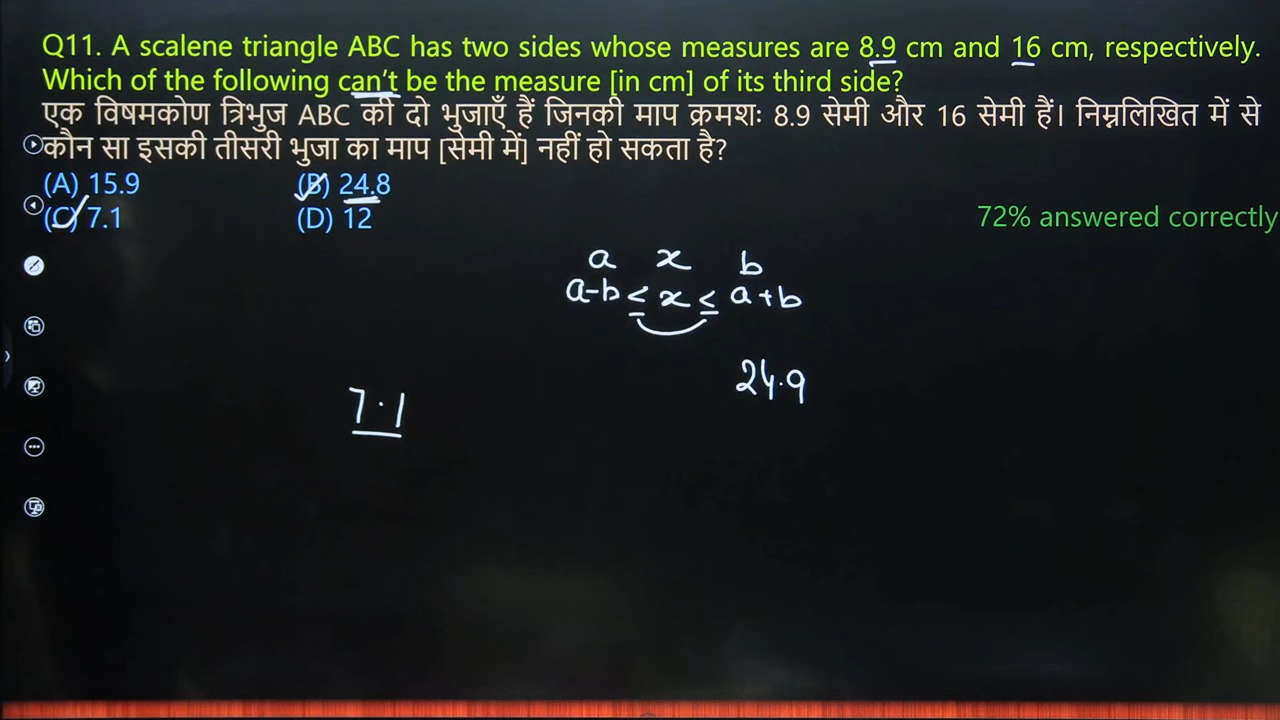 Q11. A scalene triangle ABC has two sides whose measures are 8.9 cm and 16 cm, respectively.
Which of the following can't be the measure [in cm] of its third side?
एक विषमकोण त्रिभुज ABC की दो भुजाएँ हैं जिनकी माप क्रमशः 8.9 सेमी और 16 सेमी हैं। निम्नलिखित में से
कौन सा इसकी तीसरी भुजा का माप [सेमी में] नहीं हो सकता है?
(A) 15.9 (B) 24.8
(C) 7.1 (D) 12
72% answered correctly
a x b
a-b < x < a+b
24.9
7.1